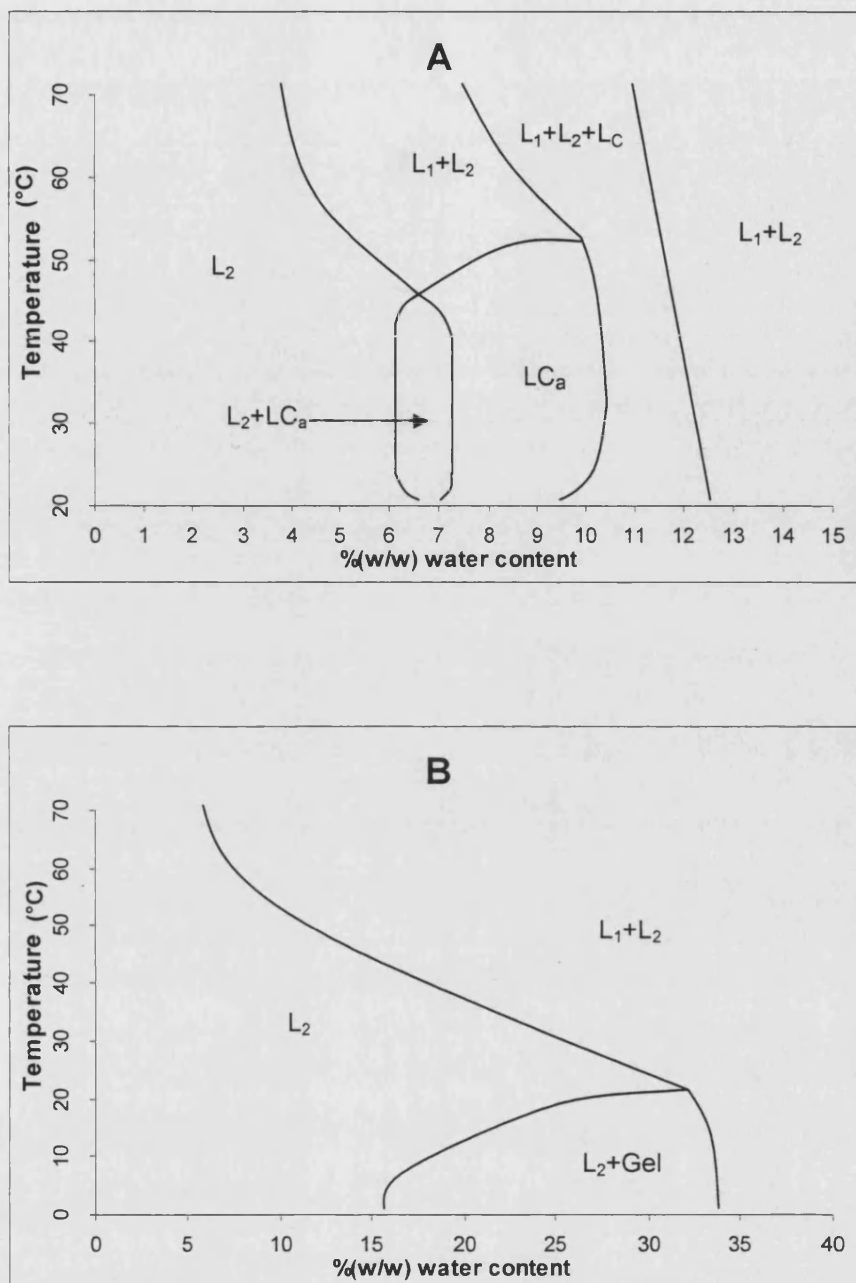 A
Temperature (°C)
70
60
50
40
30
20
L₁+L₂+L_C
L₁+L₂
L₁+L₂
L₂
LCₐ
L₂+LCₐ
0 1 2 3 4 5 6 7 8 9 10 11 12 13 14 15
%(w/w) water content
B
Temperature (°C)
70
60
50
40
30
20
10
0
L₁+L₂
L₂
L₂+Gel
0 5 10 15 20 25 30 35 40
%(w/w) water content